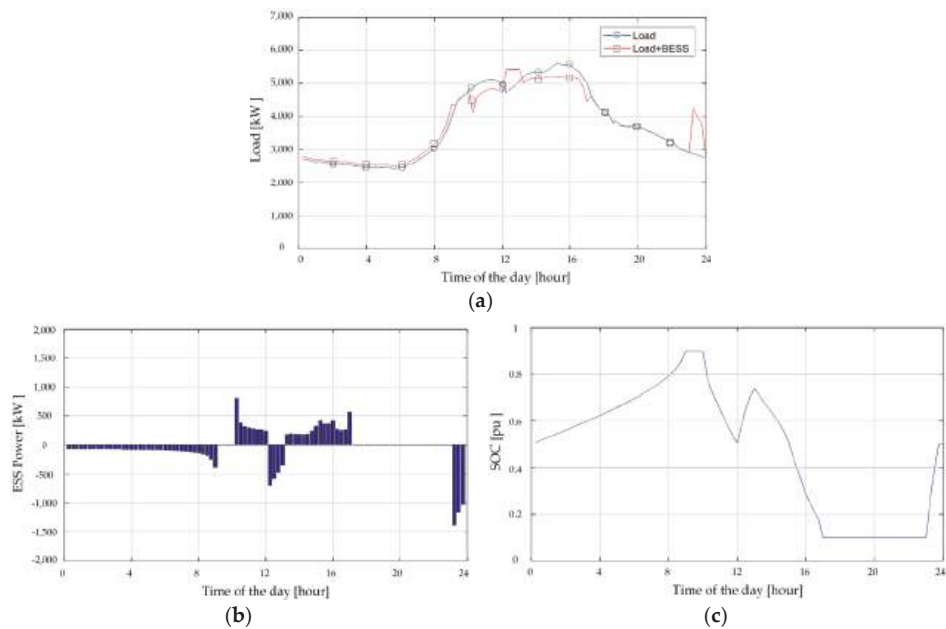 7,000
6,000
5,000
4,000
3,000
2,000
1,000
0
Load [kW ]
Load
Load+BESS
0 4 8 12 16 20 24
Time of the day [hour]
(a)
2,000
1,500
1,000
500
0
-500
-1,000
-1,500
-2,000
ESS Power [kW ]
0 4 8 12 16 20 24
Time of the day [hour]
(b)
1
0.8
0.6
0.4
0.2
0
SOC [pu]
0 4 8 12 16 20 24
Time of the day [hour]
(c)